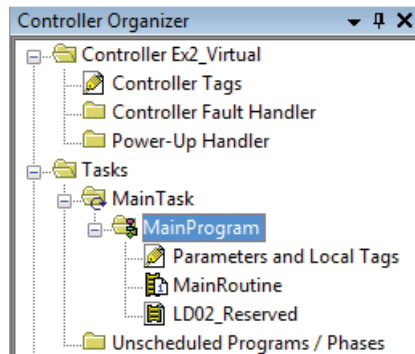 Controller Organizer
Controller Ex2_Virtual
Controller Tags
Controller Fault Handler
Power-Up Handler
Tasks
MainTask
MainProgram
Parameters and Local Tags
MainRoutine
LD02_Reserved
Unscheduled Programs / Phases